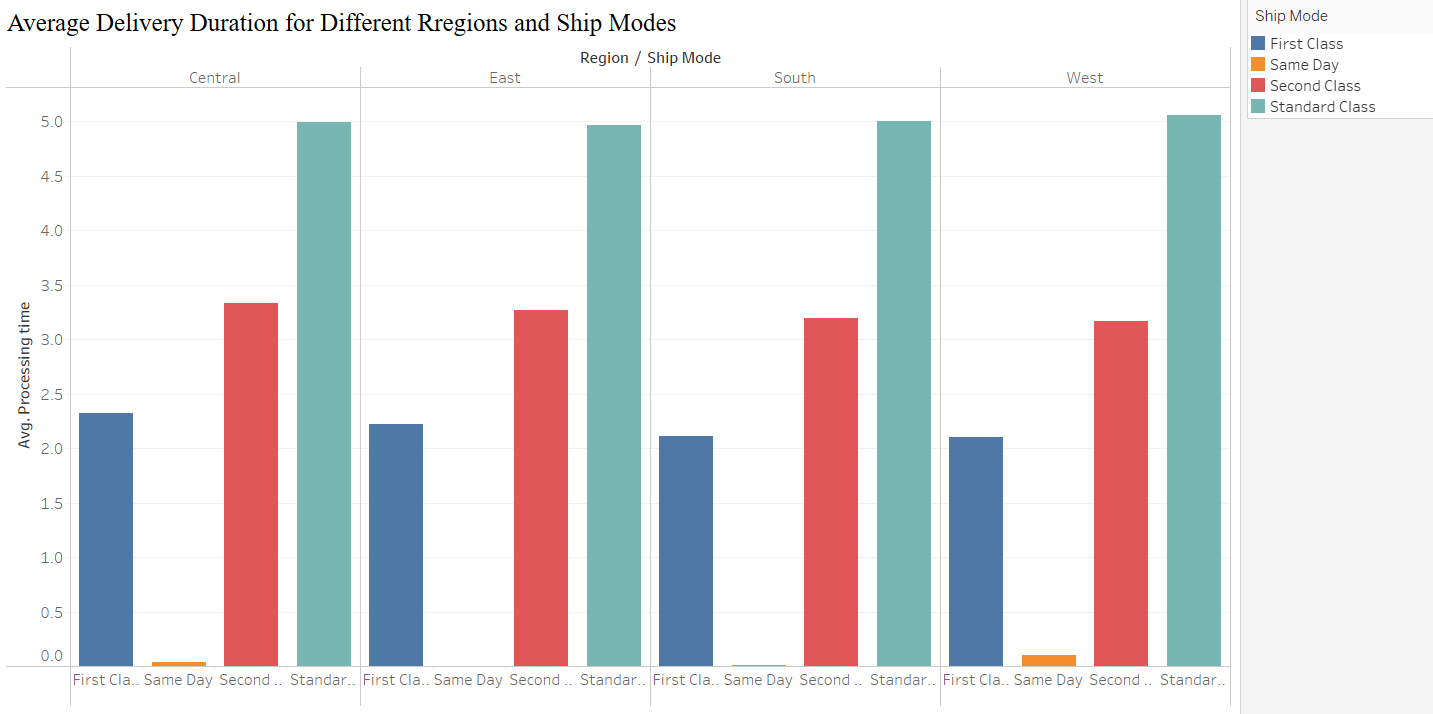 Average Delivery Duration for Different Rregions and Ship Modes
Region / Ship Mode
Central East South West
Avg. Processing time
5.0
4.5
4.0
3.5
3.0
2.5
2.0
1.5
1.0
0.5
0.0
First Cla.. Same Day Second .. Standar.. First Cla.. Same Day Second .. Standar.. First Cla.. Same Day Second .. Standar.. First Cla.. Same Day Second .. Standar..
Ship Mode
First Class
Same Day
Second Class
Standard Class